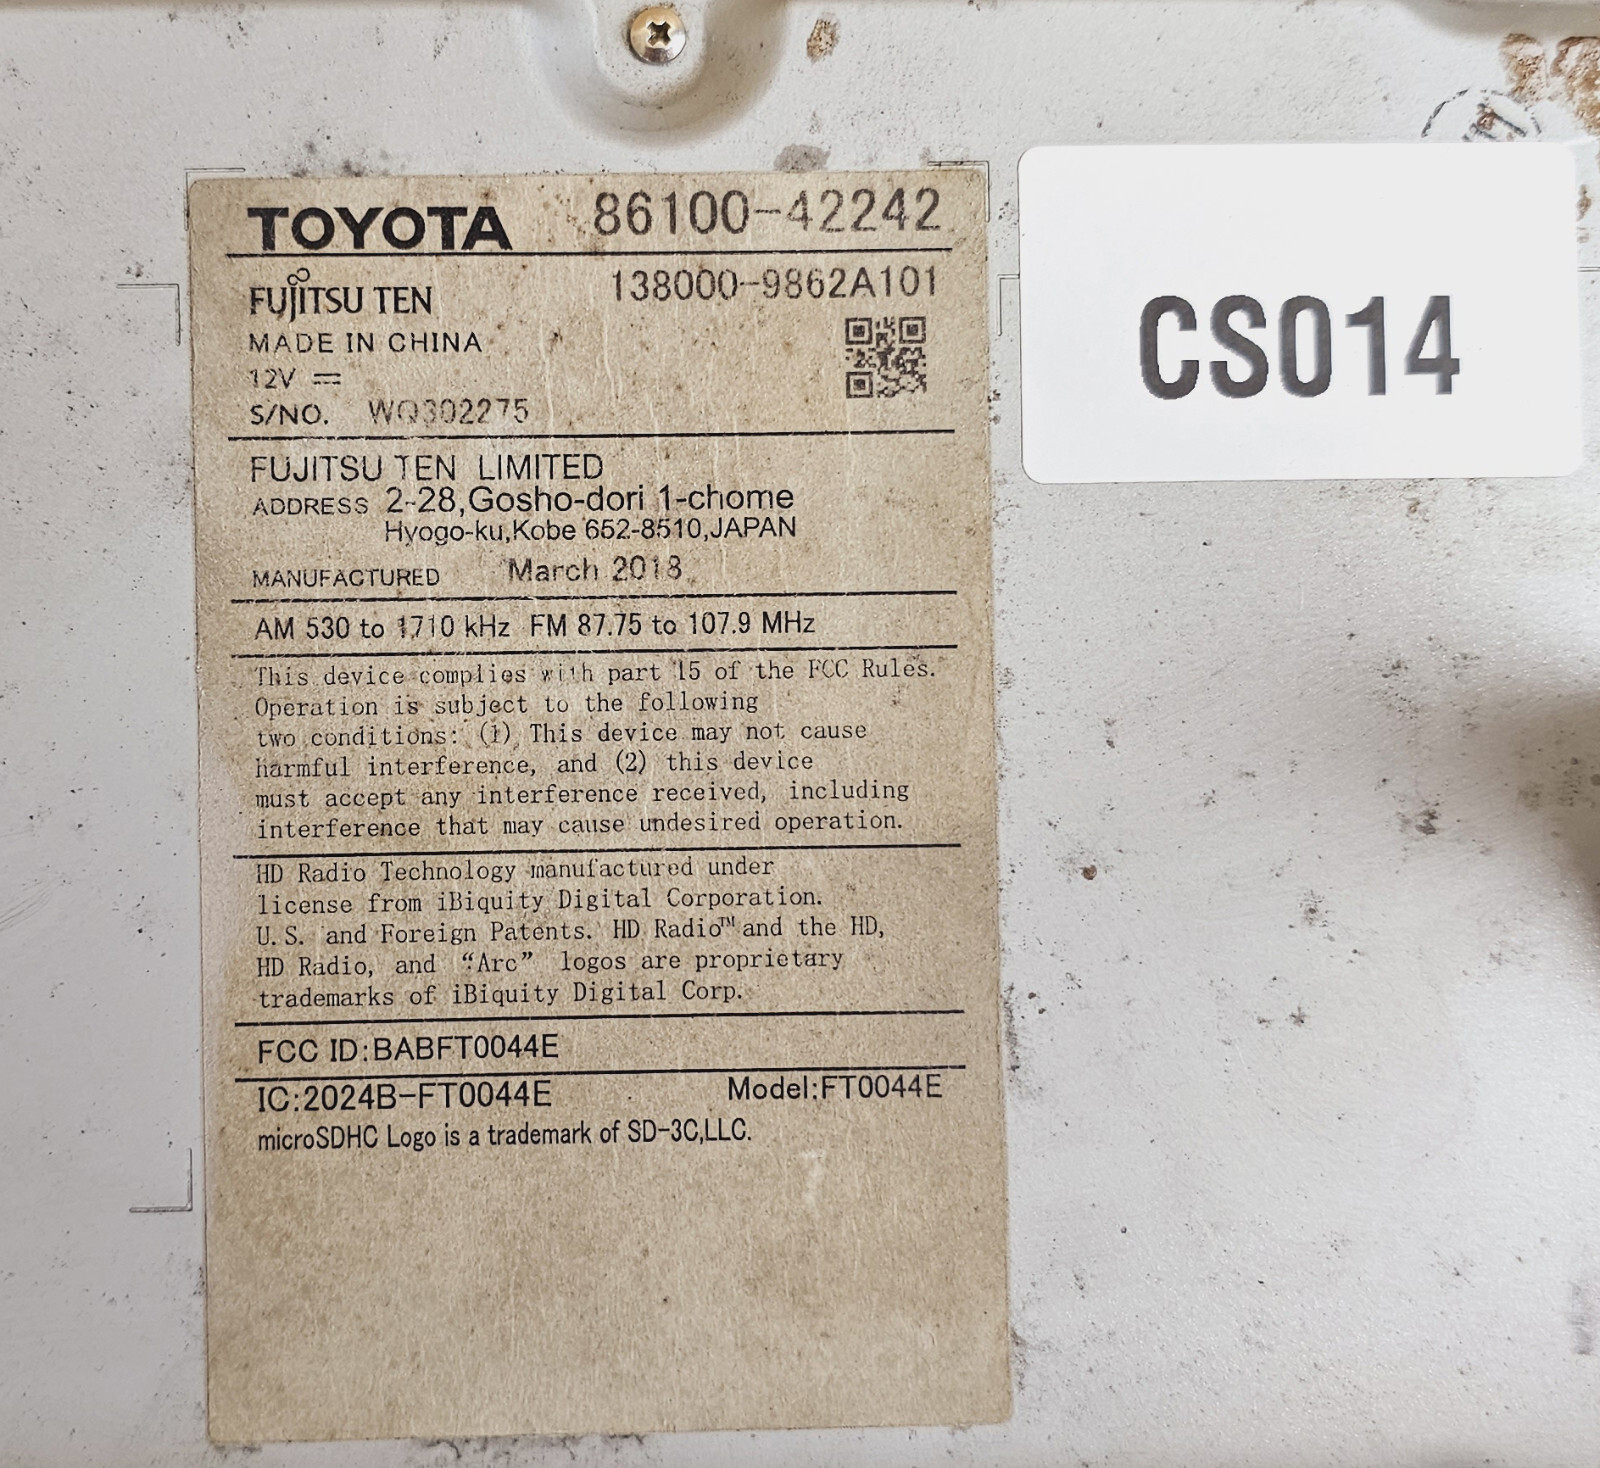 TOYOTA 86100-42242
FUJITSU TEN 138000-9862A101
MADE IN CHINA
12V
S/NO. WQ302275
FUJITSU TEN LIMITED
ADDRESS 2-28,Gosho-dori 1-chome
Hyogo-ku,Kobe 652-8510,JAPAN
MANUFACTURED March 2018
AM 530 to 1710 kHz FM 87.75 to 107.9 MHz
This device complies with part 15 of the FCC Rules.
Operation is subject to the following
two conditions: (1) This device may not cause
harmful interference, and (2) this device
must accept any interference received, including
interference that may cause undesired operation.
HD Radio Technology manufactured under
license from iBiquity Digital Corporation.
U.S. and Foreign Patents. HD Radio™ and the HD,
HD Radio, and “Arc” logos are proprietary
trademarks of iBiquity Digital Corp.
FCC ID:BABFT0044E
IC:2024B-FT0044E Model:FT0044E
microSDHC Logo is a trademark of SD-3C,LLC.
CS014